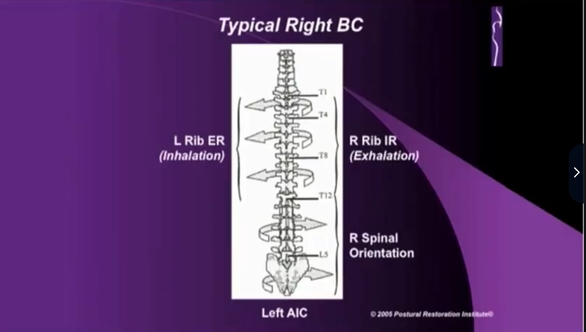 Typical Right BC
T1
T4
L Rib ER
(Inhalation)
R Rib IR
(Exhalation)
T8
T12
R Spinal
Orientation
L5
Left AIC
© 2005 Postural Restoration Institute®